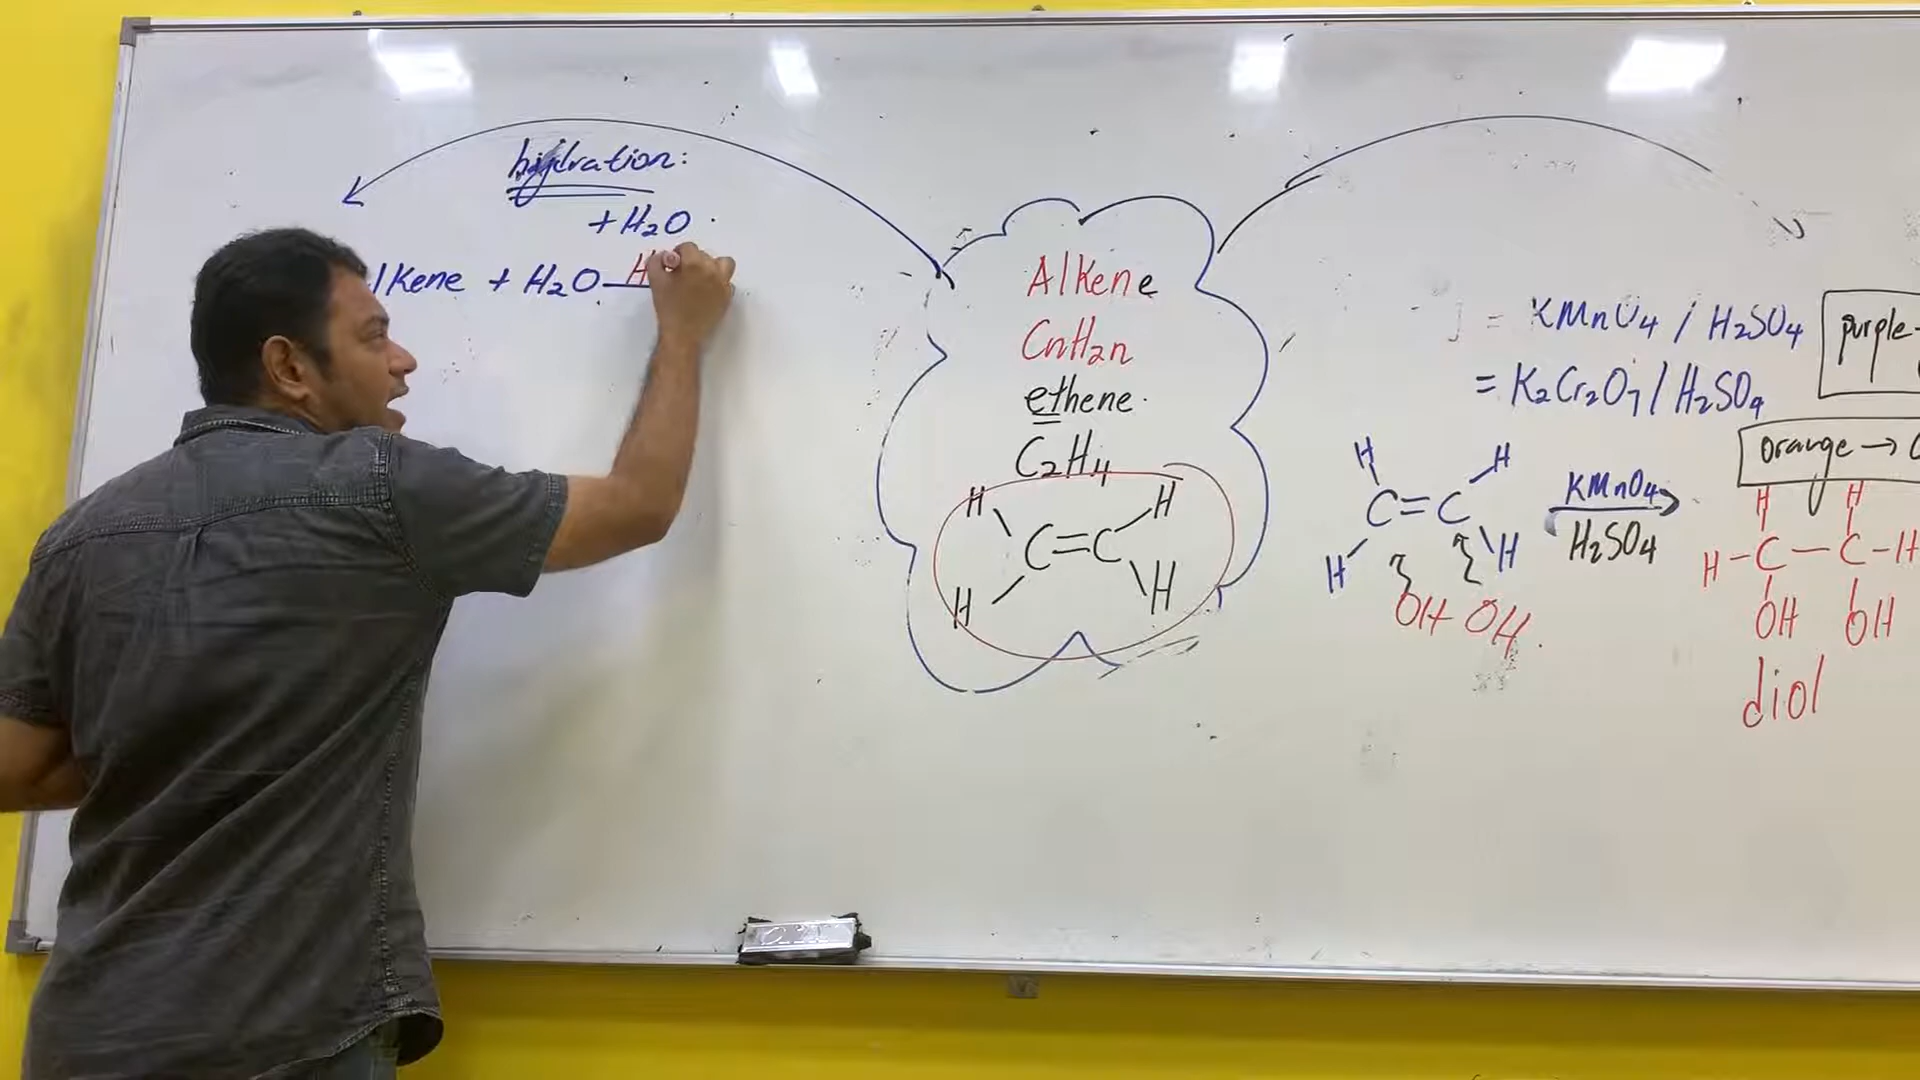 hydration:
+ H2O
lkene + H2O H
Alkene
CnH2n
ethene.
C2H4
H H
C=C
H H
= KMnO4 / H2SO4
= K2Cr2O7 / H2SO4
purple-
orange →
H H
C=C
H H
OH OH
KMnO4
H2SO4
H H
H-C-C-H
OH OH
diol